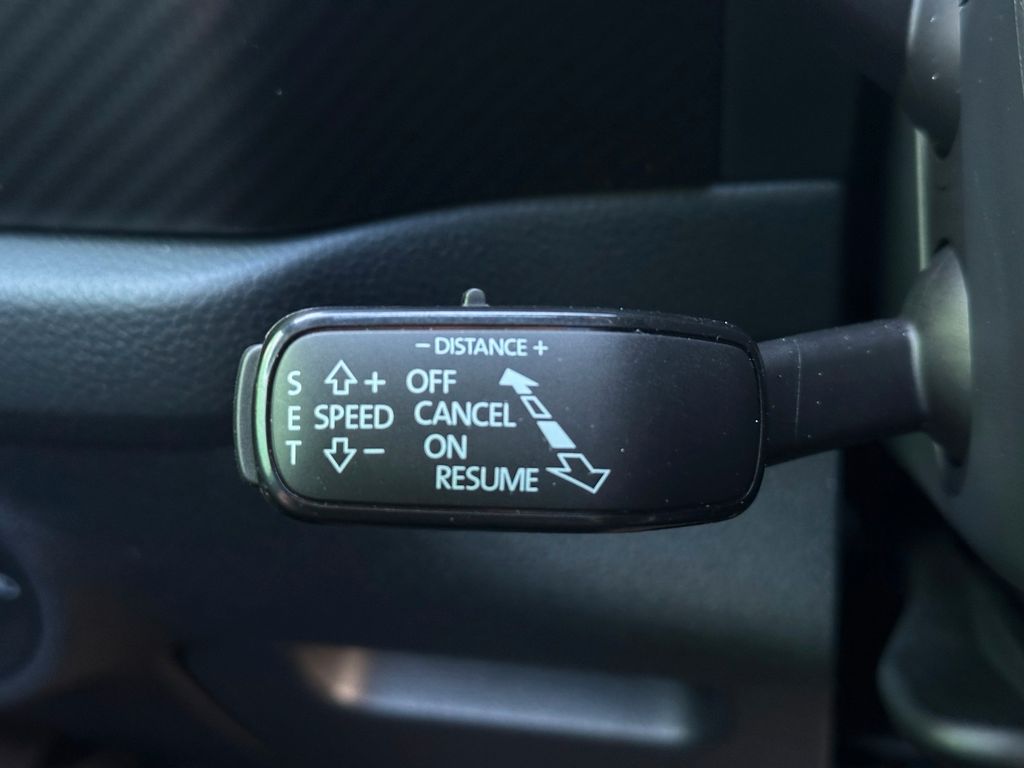 − DISTANCE +
S + OFF
E SPEED CANCEL
T − ON
RESUME